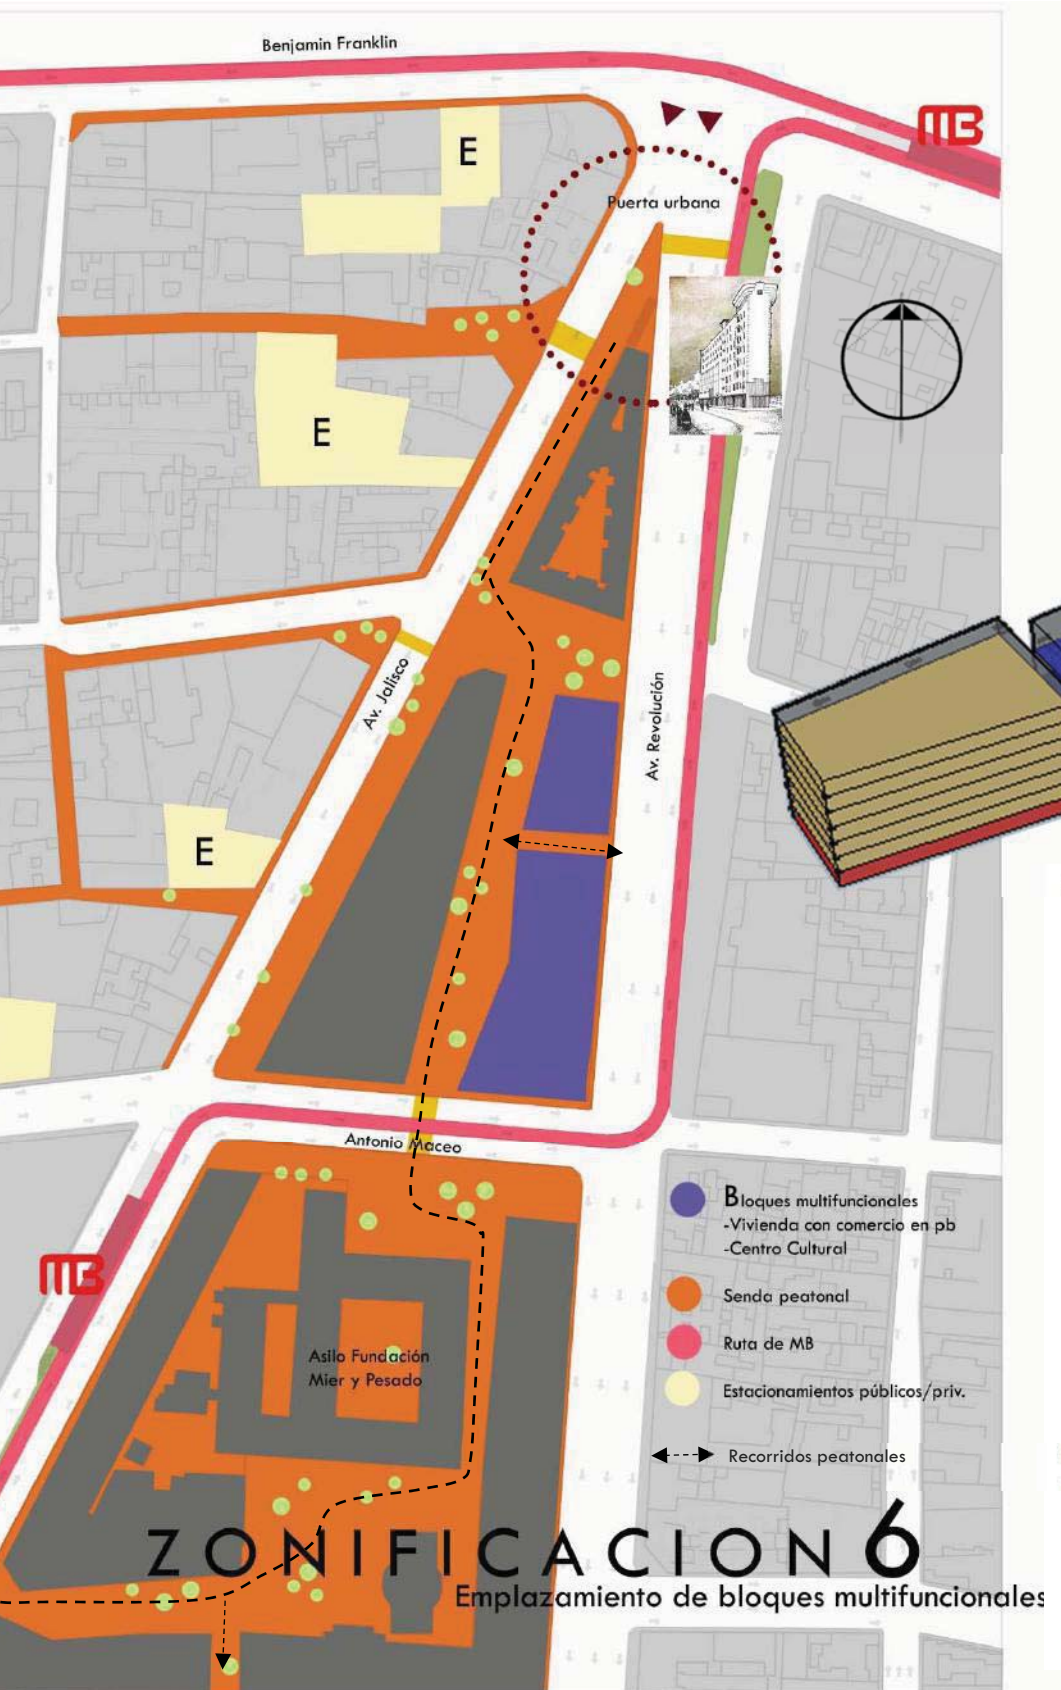 Benjamin Franklin
MB
E
Puerta urbana
E
Av. Jalisco
Av. Revolución
E
Antonio Maceo
Bloques multifuncionales
-Vivienda con comercio en pb
-Centro Cultural
MB
Senda peatonal
Ruta de MB
Asilo Fundación
Mier y Pesado
Estacionamientos públicos/priv.
Recorridos peatonales
ZONIFICACION 6
Emplazamiento de bloques multifuncionales